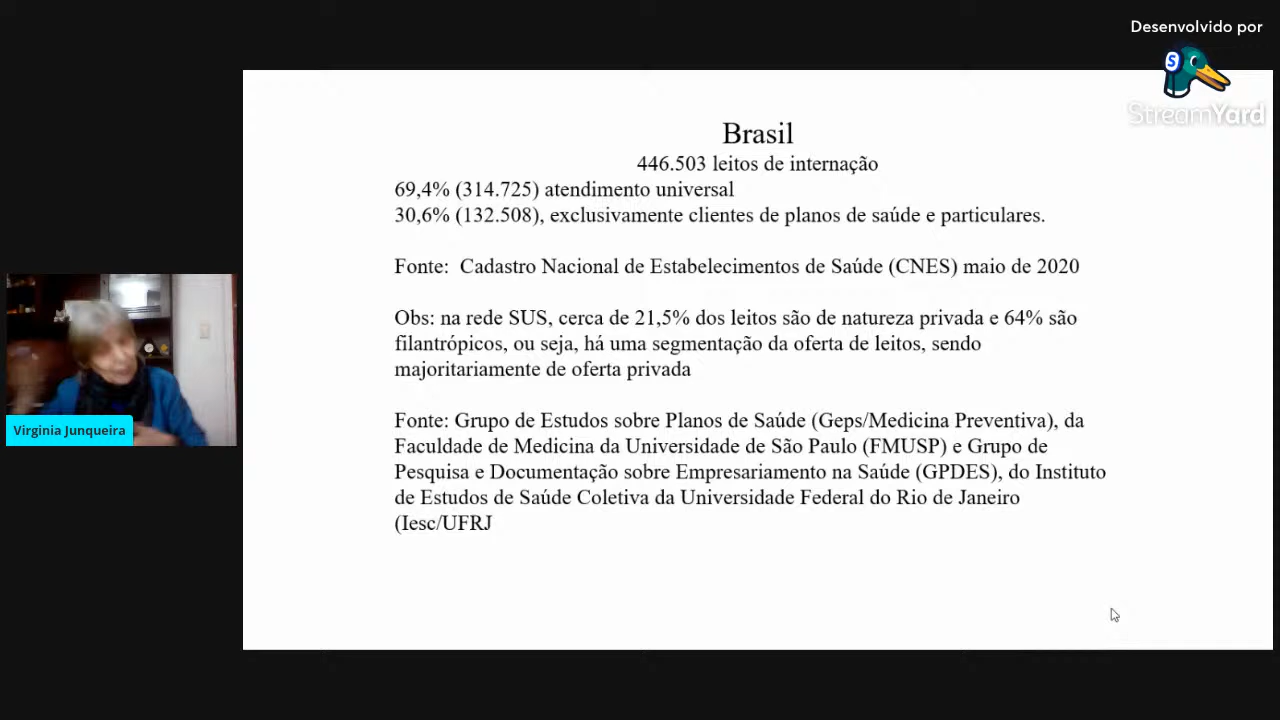 Desenvolvido por
S
StreamYard
Brasil
446.503 leitos de internação
69,4% (314.725) atendimento universal
30,6% (132.508), exclusivamente clientes de planos de saúde e particulares.
Fonte:  Cadastro Nacional de Estabelecimentos de Saúde (CNES) maio de 2020
Obs: na rede SUS, cerca de 21,5% dos leitos são de natureza privada e 64% são
filantrópicos, ou seja, há uma segmentação da oferta de leitos, sendo
majoritariamente de oferta privada
Fonte: Grupo de Estudos sobre Planos de Saúde (Geps/Medicina Preventiva), da
Faculdade de Medicina da Universidade de São Paulo (FMUSP) e Grupo de
Pesquisa e Documentação sobre Empresariamento na Saúde (GPDES), do Instituto
de Estudos de Saúde Coletiva da Universidade Federal do Rio de Janeiro
(Iesc/UFRJ
Virginia Junqueira